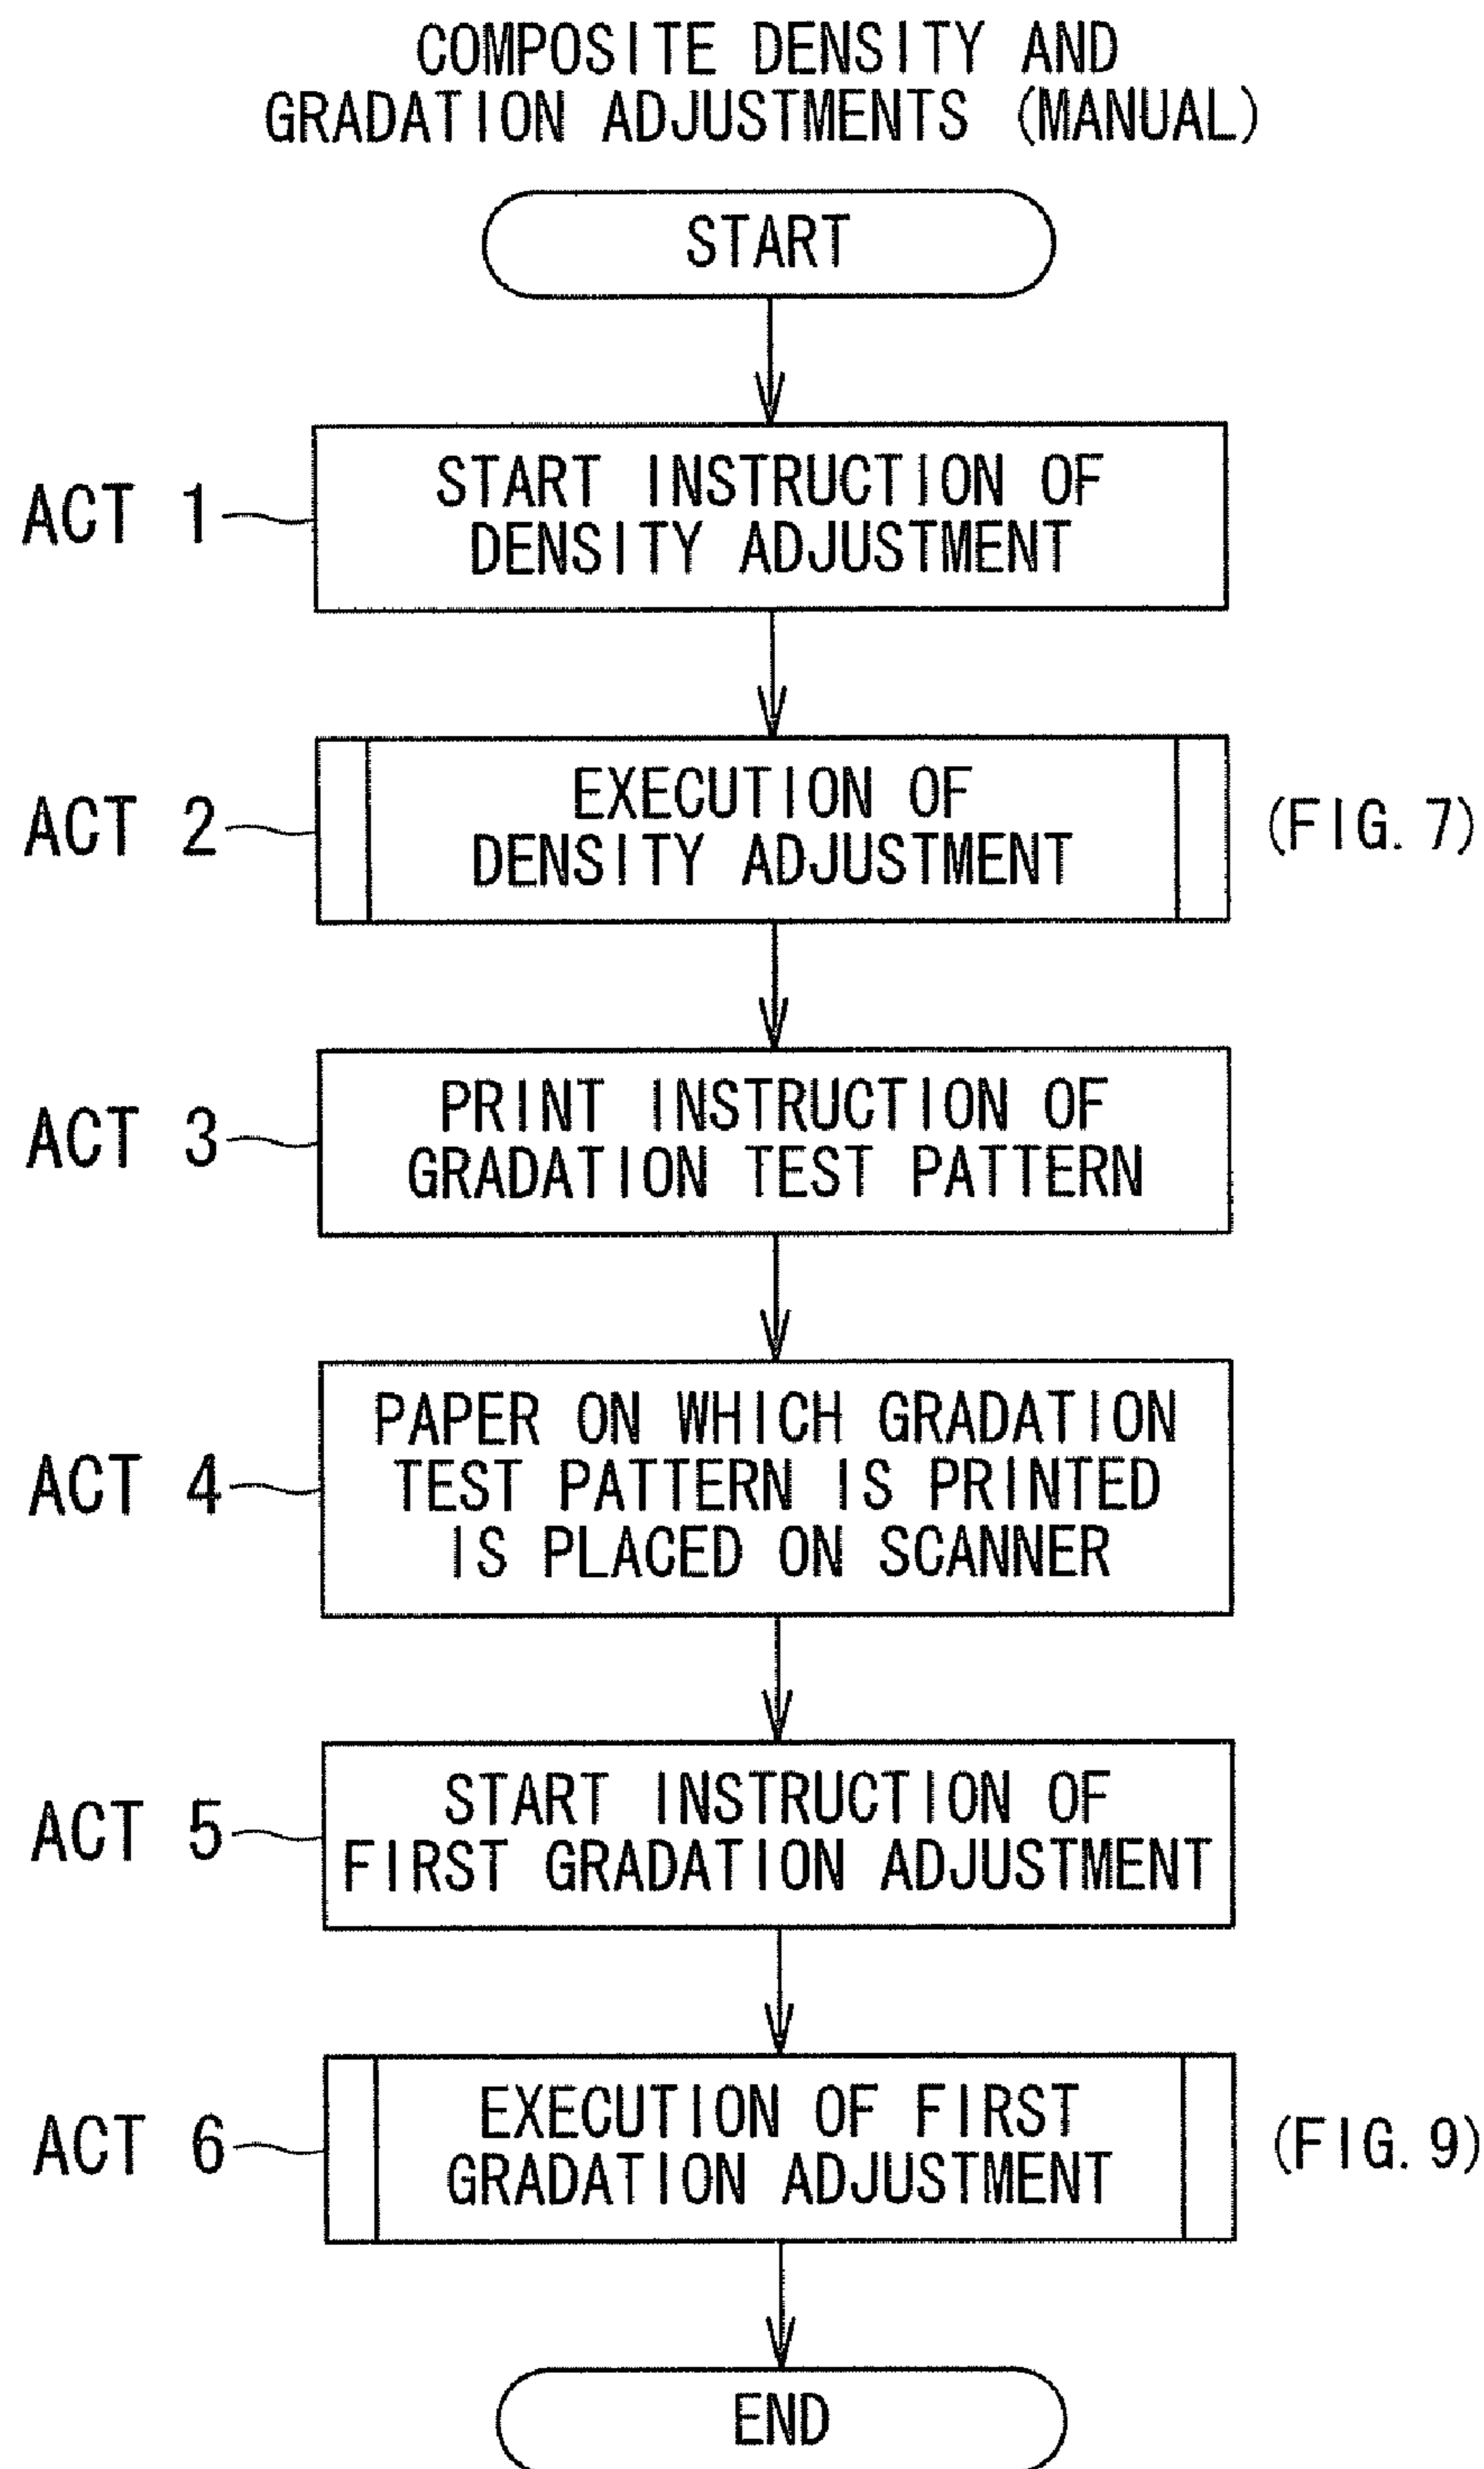 COMPOSITE DENSITY AND
GRADATION ADJUSTMENTS (MANUAL)
START
ACT 1
START INSTRUCTION OF
DENSITY ADJUSTMENT
ACT 2
EXECUTION OF
DENSITY ADJUSTMENT
(FIG. 7)
ACT 3
PRINT INSTRUCTION OF
GRADATION TEST PATTERN
ACT 4
PAPER ON WHICH GRADATION
TEST PATTERN IS PRINTED
IS PLACED ON SCANNER
ACT 5
START INSTRUCTION OF
FIRST GRADATION ADJUSTMENT
ACT 6
EXECUTION OF FIRST
GRADATION ADJUSTMENT
(FIG. 9)
END